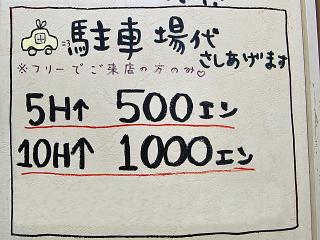 駐車場代
さしあげます
※フリーでご来店の方のみ♡
5H↑ 500エン
10H↑ 1000エン